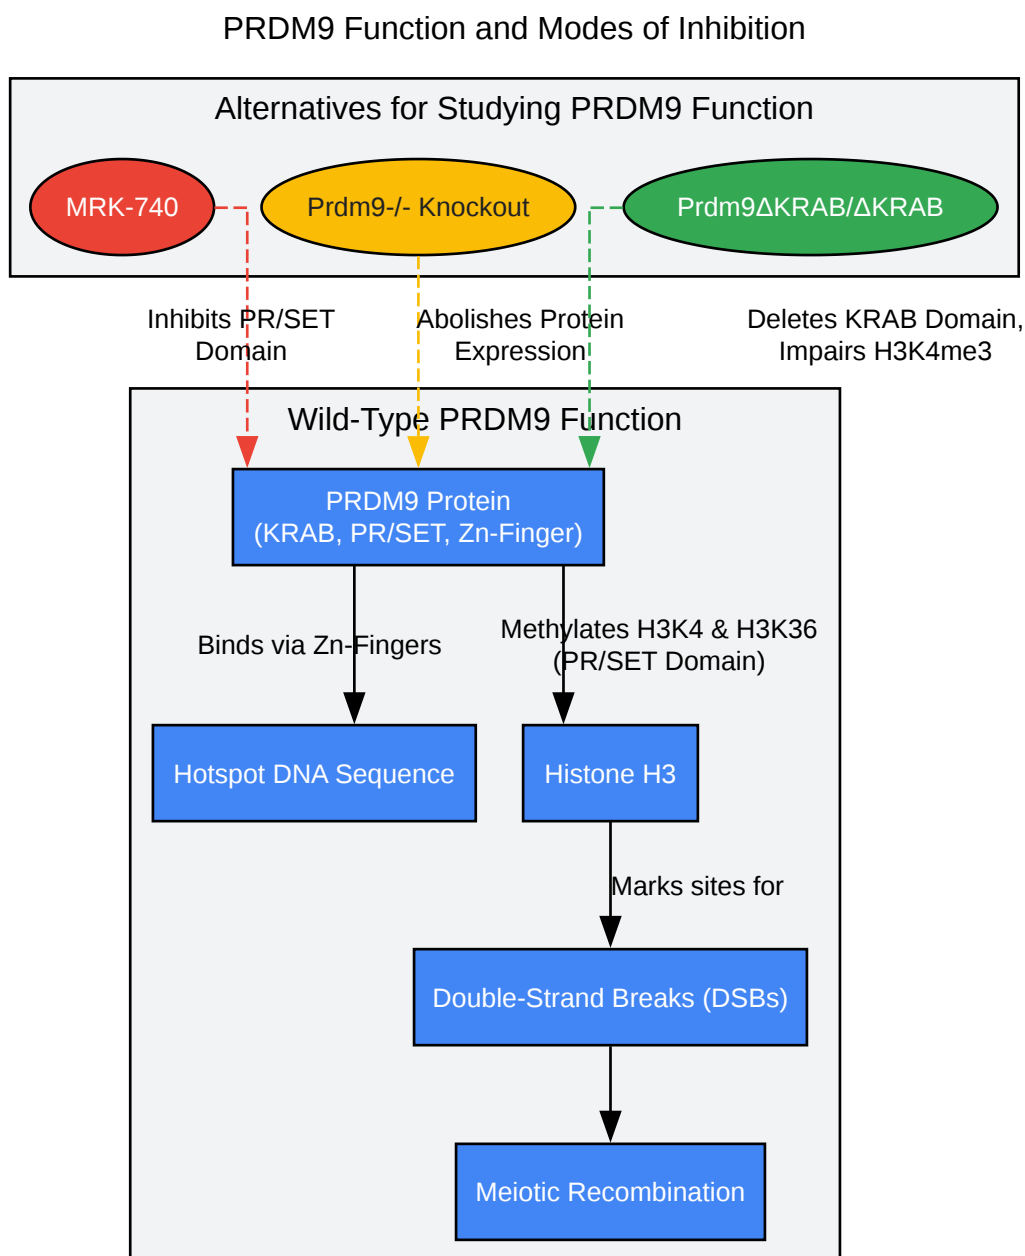 PRDM9 Function and Modes of Inhibition
Alternatives for Studying PRDM9 Function
MRK-740
Prdm9-/- Knockout
Prdm9ΔKRAB/ΔKRAB
Inhibits PR/SET
Domain
Abolishes Protein
Expression
Deletes KRAB Domain,
Impairs H3K4me3
Wild-Type PRDM9 Function
PRDM9 Protein
(KRAB, PR/SET, Zn-Finger)
Binds via Zn-Fingers
Methylates H3K4 & H3K36
(PR/SET Domain)
Hotspot DNA Sequence
Histone H3
Marks sites for
Double-Strand Breaks (DSBs)
Meiotic Recombination